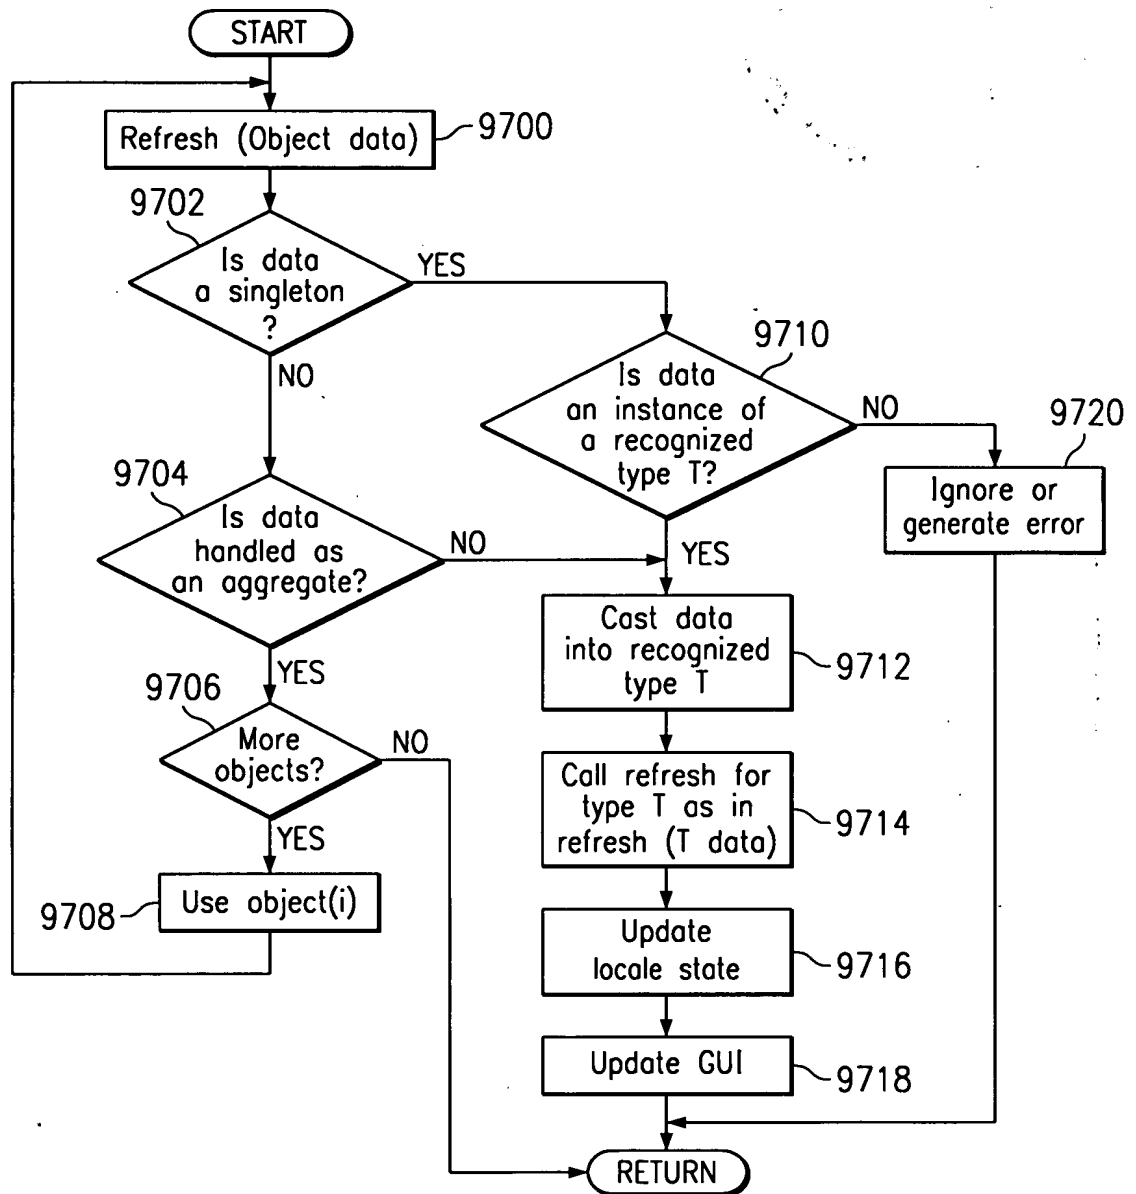 START
Refresh (Object data)
9700
9702
Is data
a singleton
?
YES
NO
9710
Is data
an instance of
a recognized
type T?
NO
YES
9720
Ignore or
generate error
9704
Is data
handled as
an aggregate?
NO
YES
9706
More
objects?
NO
YES
9708
Use object(i)
Cast data
into recognized
type T
9712
Call refresh for
type T as in
refresh (T data)
9714
Update
locale state
9716
Update GUI
9718
RETURN